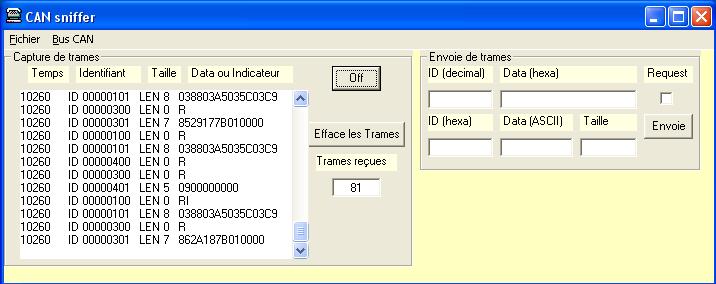 CAN sniffer
Fichier Bus CAN
Capture de trames
Temps Identifiant Taille Data ou Indicateur
10260 ID 00000101 LEN 8 038803A5035C03C9
10260 ID 00000300 LEN 0 R
10260 ID 00000301 LEN 7 8529177B010000
10260 ID 00000100 LEN 0 R
10260 ID 00000101 LEN 8 038803A5035C03C9
10260 ID 00000400 LEN 0 R
10260 ID 00000300 LEN 0 R
10260 ID 00000401 LEN 5 0900000000
10260 ID 00000100 LEN 0 RI
10260 ID 00000101 LEN 8 038803A5035C03C9
10260 ID 00000300 LEN 0 R
10260 ID 00000301 LEN 7 862A187B010000
Off
Efface les Trames
Trames reçues
81
Envoie de trames
ID (decimal) Data (hexa) Request
ID (hexa) Data (ASCII) Taille Envoie